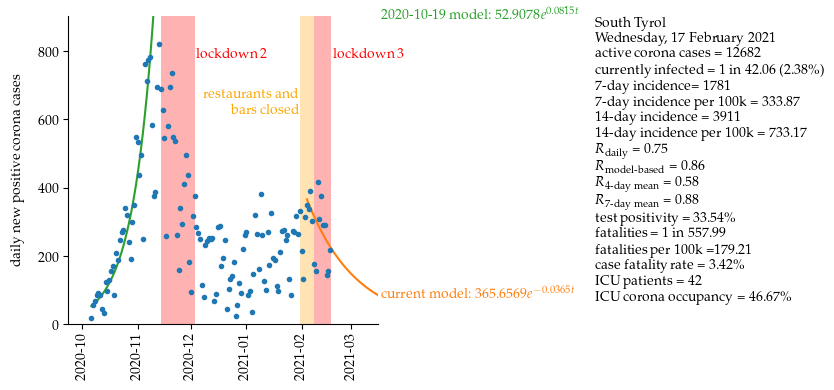 2020-10-19 model: 52.9078e^0.0815t
lockdown2
lockdown3
restaurants and
bars closed
current model: 365.6569e^−0.0365t
daily new positive corona cases
800
600
400
200
0
2020-10
2020-11
2020-12
2021-01
2021-02
2021-03
South Tyrol
Wednesday, 17 February 2021
active corona cases = 12682
currently infected = 1 in 42.06 (2.38%)
7-day incidence= 1781
7-day incidence per 100k = 333.87
14-day incidence = 3911
14-day incidence per 100k = 733.17
R_daily = 0.75
R_model-based = 0.86
R_4-day mean = 0.58
R_7-day mean = 0.88
test positivity = 33.54%
fatalities = 1 in 557.99
fatalities per 100k =179.21
case fatality rate = 3.42%
ICU patients = 42
ICU corona occupancy = 46.67%